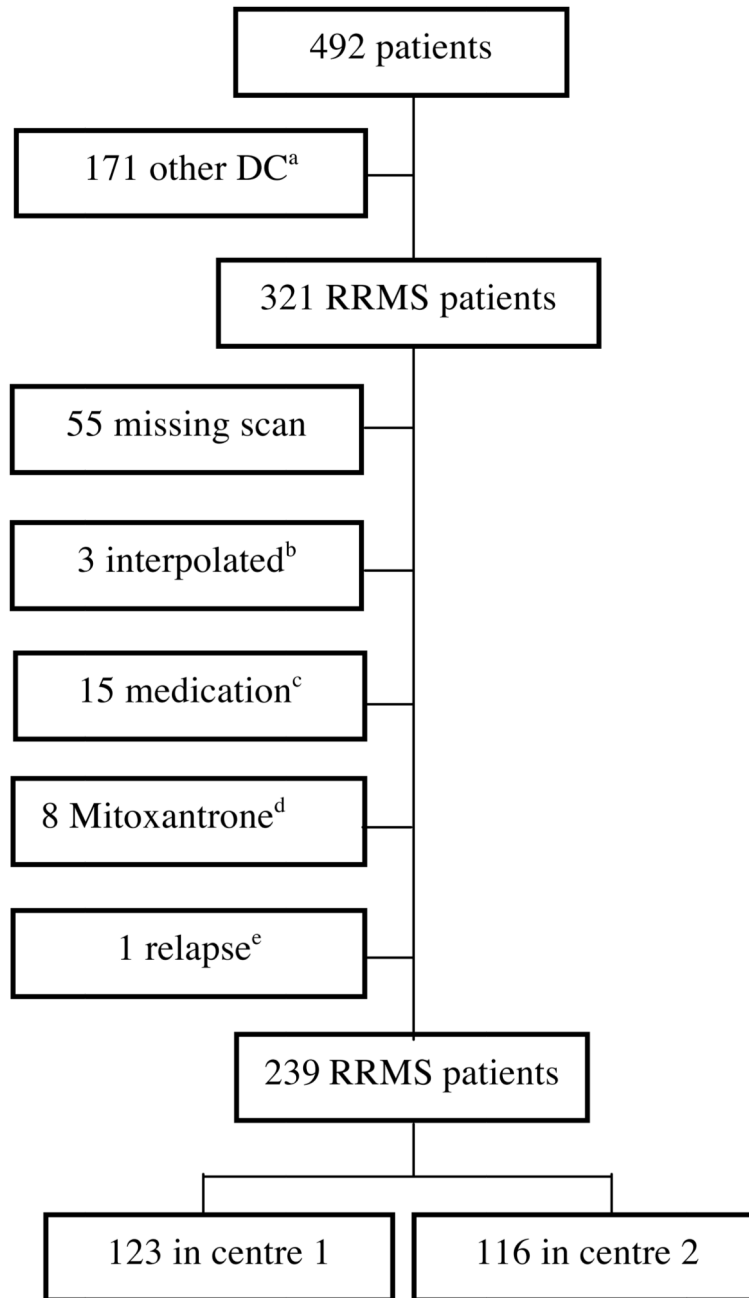 492 patients
171 other DCᵃ
321 RRMS patients
55 missing scan
3 interpolatedᵇ
15 medicationᶜ
8 Mitoxantroneᵈ
1 relapseᵉ
239 RRMS patients
123 in centre 1
116 in centre 2